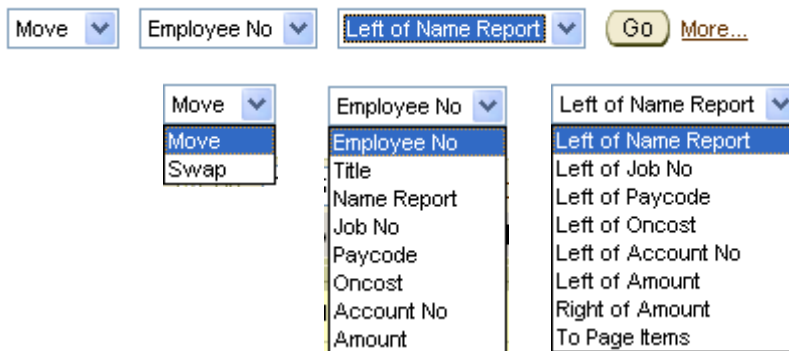 Move Employee No Left of Name Report Go More...
Move Employee No Left of Name Report
Move Employee No Left of Name Report
Swap Title Left of Job No
Name Report Left of Paycode
Job No Left of Oncost
Paycode Left of Account No
Oncost Left of Amount
Account No Right of Amount
Amount To Page Items